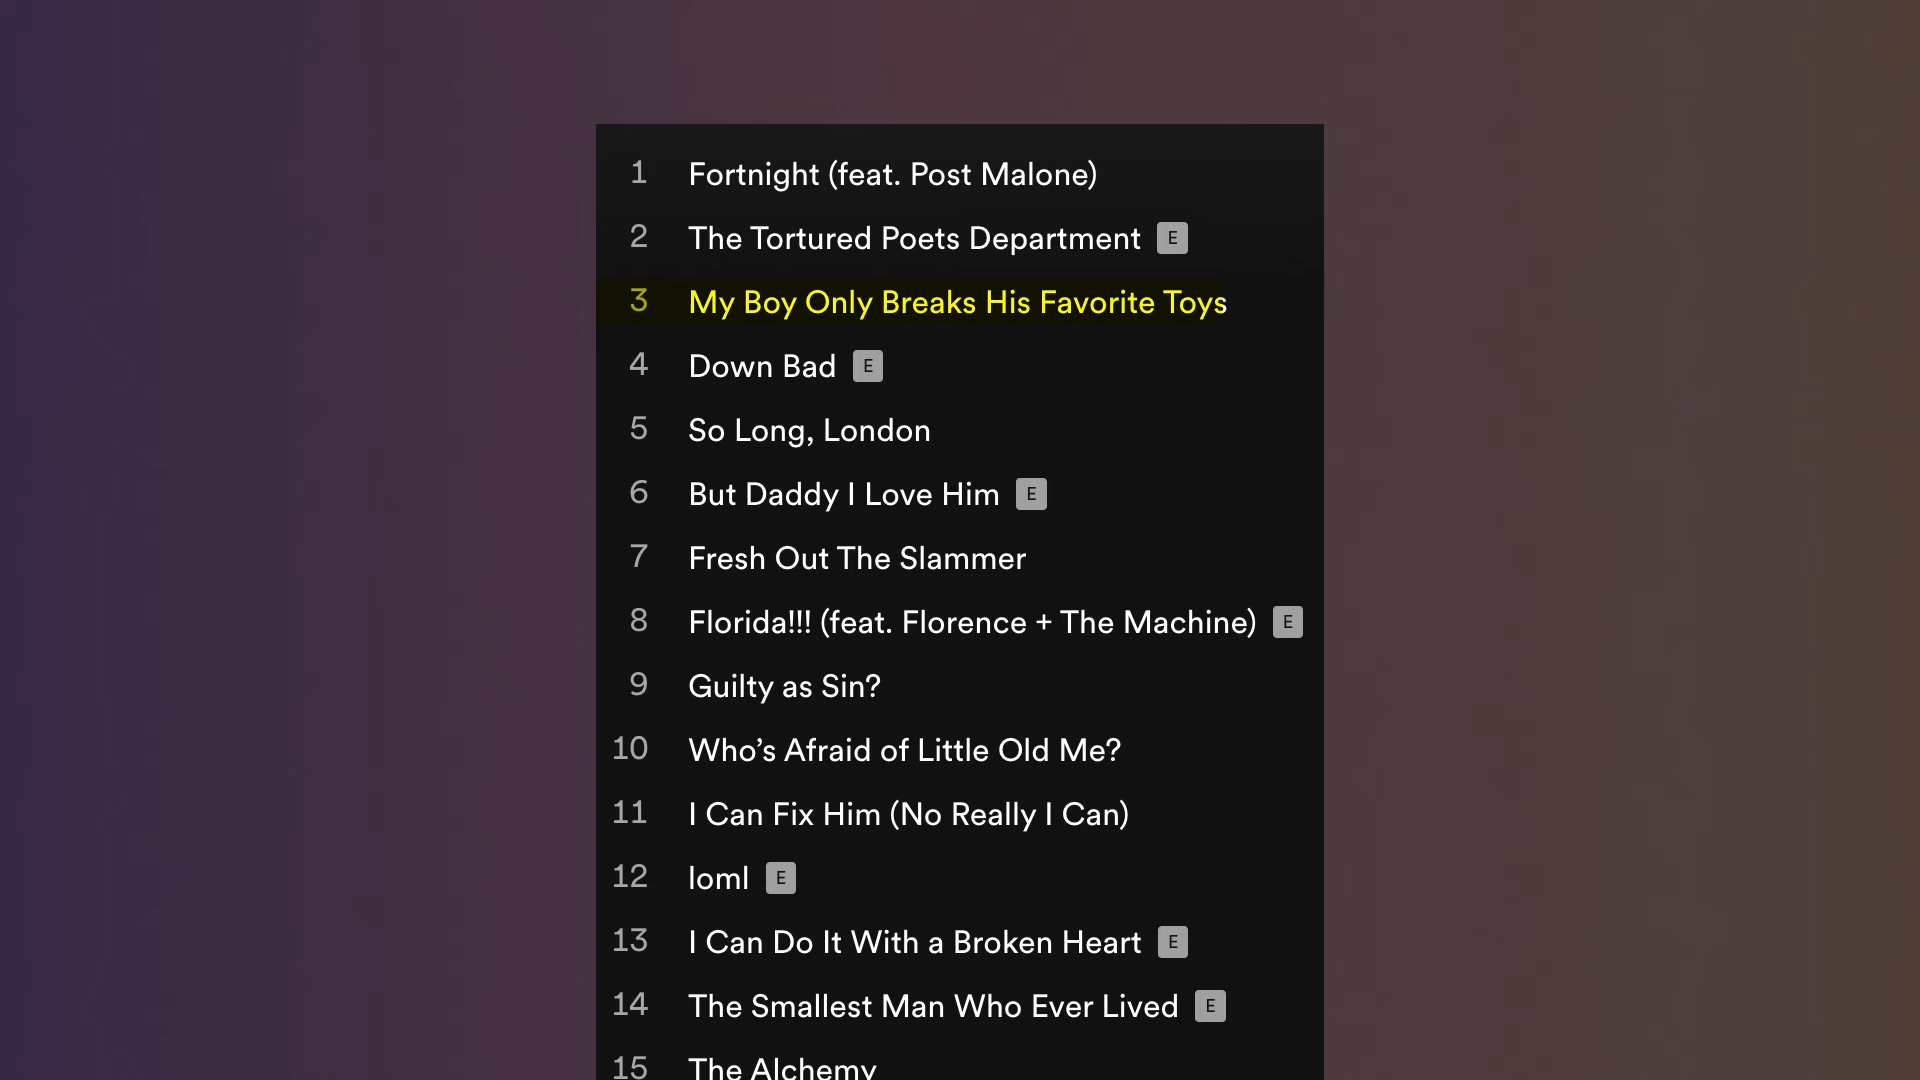 1 Fortnight (feat. Post Malone)
2 The Tortured Poets Department E
3 My Boy Only Breaks His Favorite Toys
4 Down Bad E
5 So Long, London
6 But Daddy I Love Him E
7 Fresh Out The Slammer
8 Florida!!! (feat. Florence + The Machine) E
9 Guilty as Sin?
10 Who’s Afraid of Little Old Me?
11 I Can Fix Him (No Really I Can)
12 loml E
13 I Can Do It With a Broken Heart E
14 The Smallest Man Who Ever Lived E
15 The Alchemy